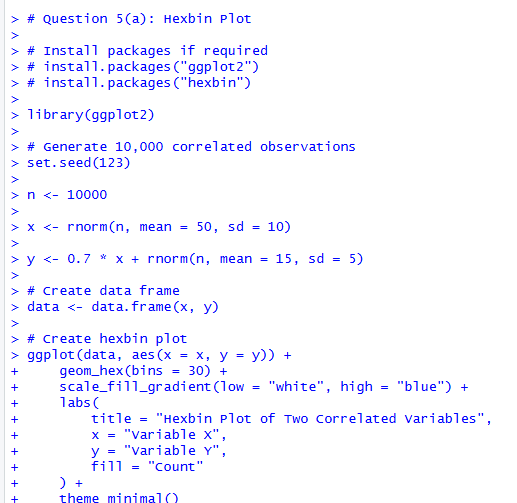 > # Question 5(a): Hexbin Plot
>
> # Install packages if required
> # install.packages("ggplot2")
> # install.packages("hexbin")
>
> library(ggplot2)
>
> # Generate 10,000 correlated observations
> set.seed(123)
>
> n <- 10000
>
> x <- rnorm(n, mean = 50, sd = 10)
>
> y <- 0.7 * x + rnorm(n, mean = 15, sd = 5)
>
> # Create data frame
> data <- data.frame(x, y)
>
> # Create hexbin plot
> ggplot(data, aes(x = x, y = y)) +
+     geom_hex(bins = 30) +
+     scale_fill_gradient(low = "white", high = "blue") +
+     labs(
+         title = "Hexbin Plot of Two Correlated Variables",
+         x = "Variable X",
+         y = "Variable Y",
+         fill = "Count"
+     ) +
+     theme_minimal()